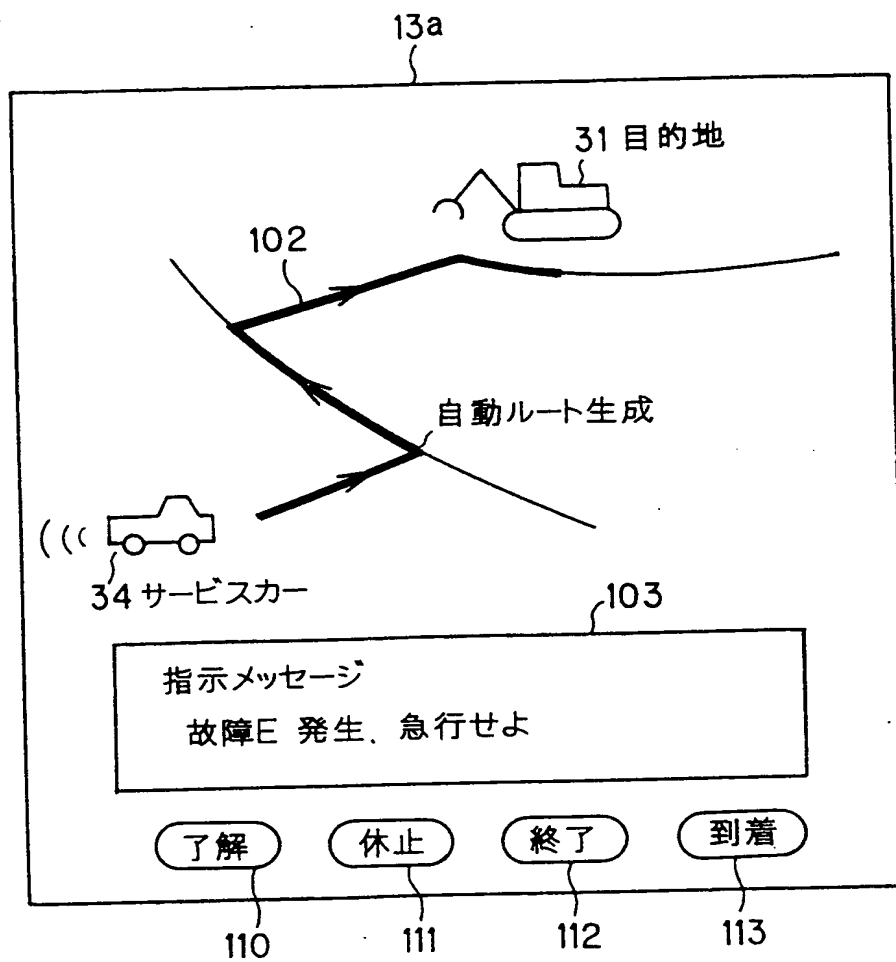 13a
31 目的地
102
自動ルート生成
34 サービスカー
103
指示メッセージ
故障E 発生、急行せよ
了解 休止 終了 到着
110 111 112 113